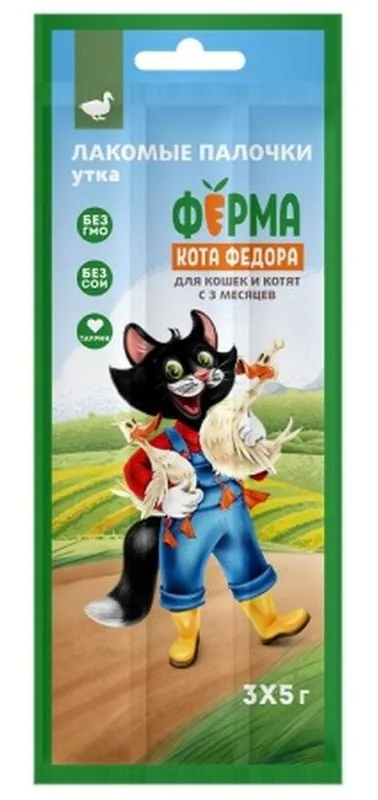 ЛАКОМЫЕ ПАЛОЧКИ
утка
БЕЗ
ГМО
ФЕРМА
КОТА ФЕДОРА
ДЛЯ КОШЕК И КОТЯТ
С 3 МЕСЯЦЕВ
БЕЗ
СОИ
ТАУРИН
3Х5 г